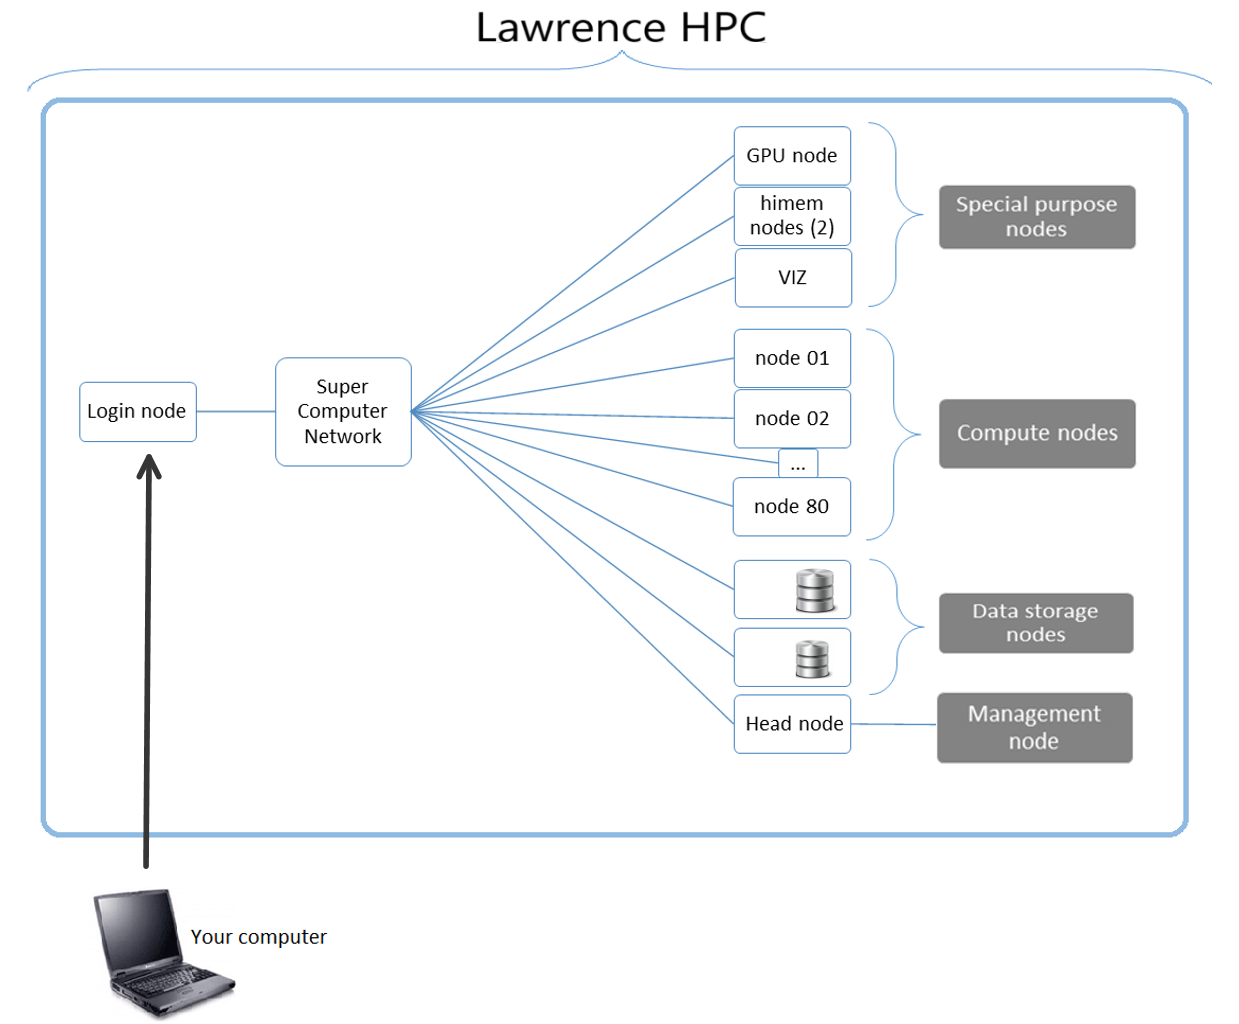 Lawrence HPC
GPU node
himem
nodes (2)
VIZ
Special purpose
nodes
node 01
node 02
...
node 80
Compute nodes
Login node
Super
Computer
Network
Data storage
nodes
Head node
Management
node
Your computer